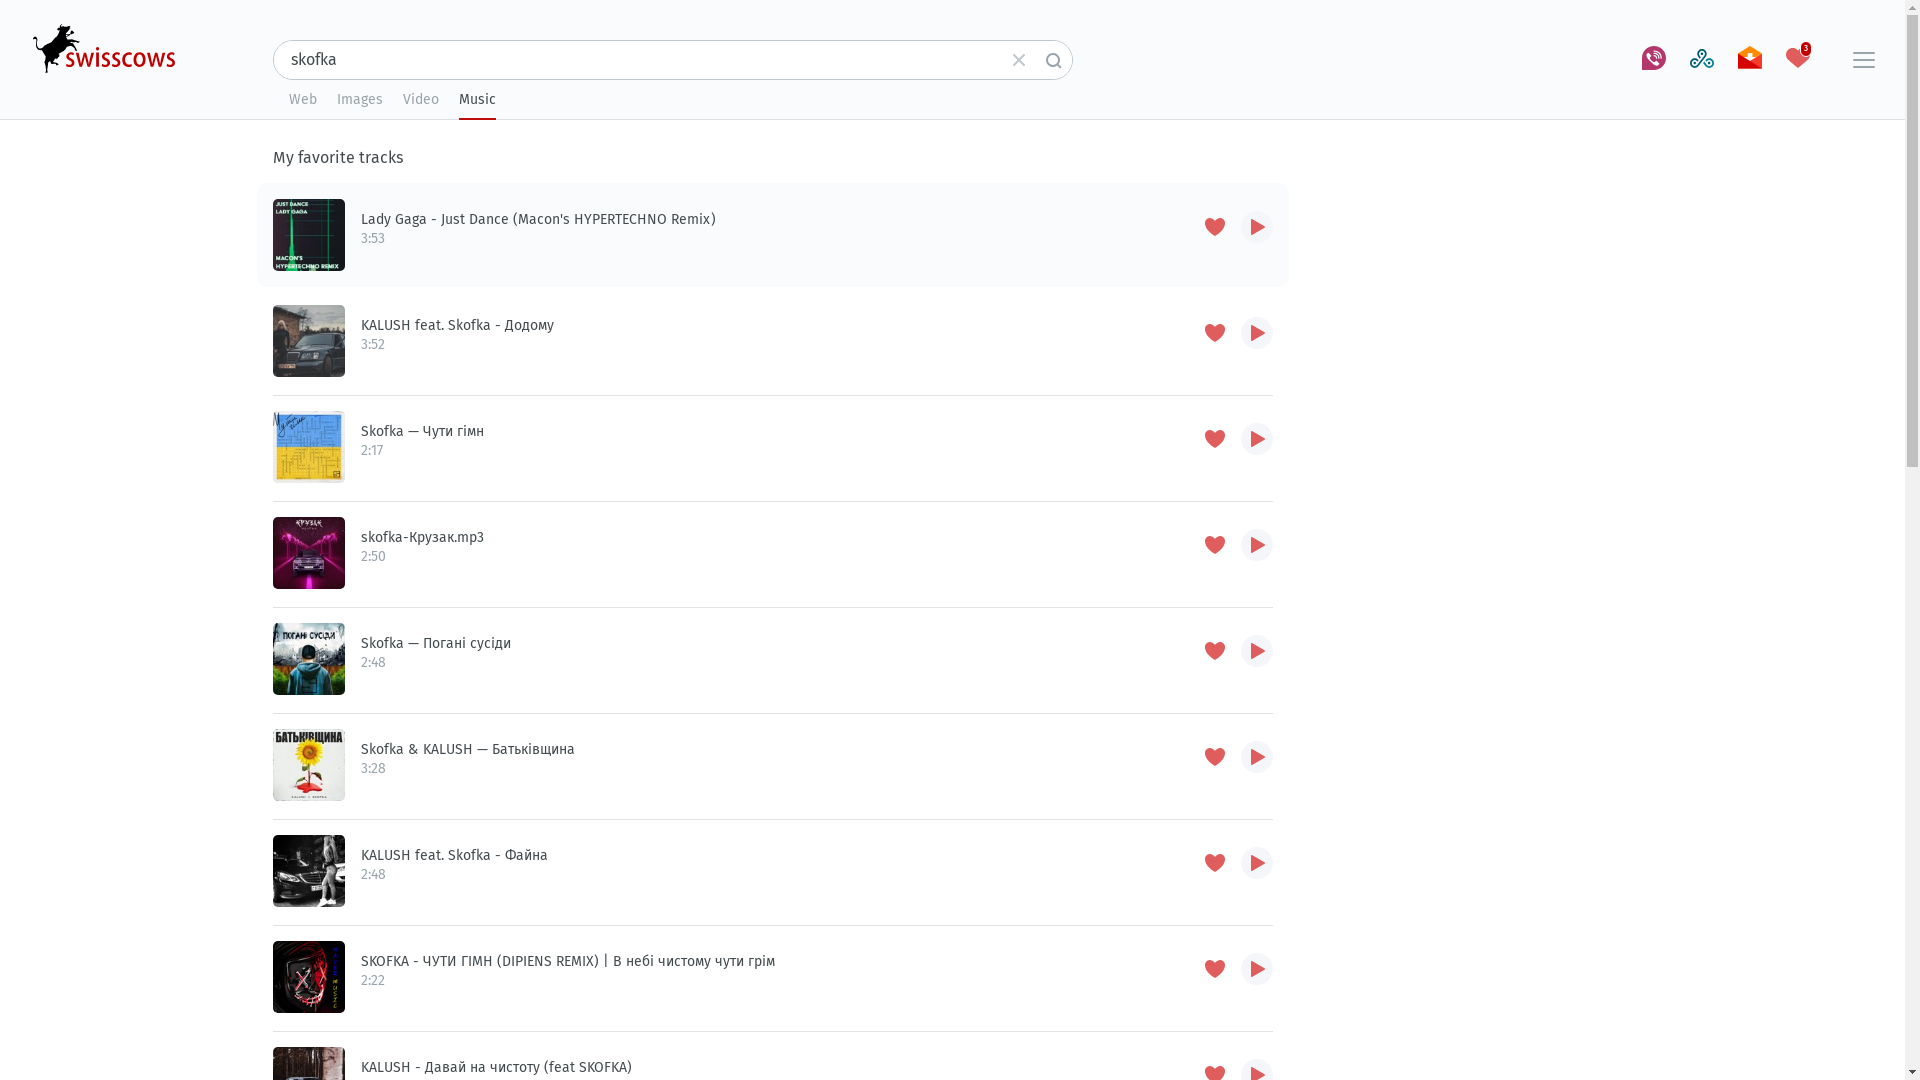 swisscows
skofka
3
Web Images Video Music
My favorite tracks
JUST DANCE
LADY GAGA
MACON'S
HYPERTECHNO REMIX
Lady Gaga - Just Dance (Macon's HYPERTECHNO Remix)
3:53
KALUSH feat. Skofka - Додому
3:52
Skofka — Чути гімн
2:17
КРУЗАК
skofka-Крузак.mp3
2:50
ПОГАНІ СУСІДИ
Skofka — Погані сусіди
2:48
БАТЬКІВЩИНА
Skofka & KALUSH — Батьківщина
3:28
KALUSH feat. Skofka - Файна
2:48
SKOFKA - ЧУТИ ГІМН (DIPIENS REMIX) | В небі чистому чути грім
2:22
KALUSH - Давай на чистоту (feat SKOFKA)